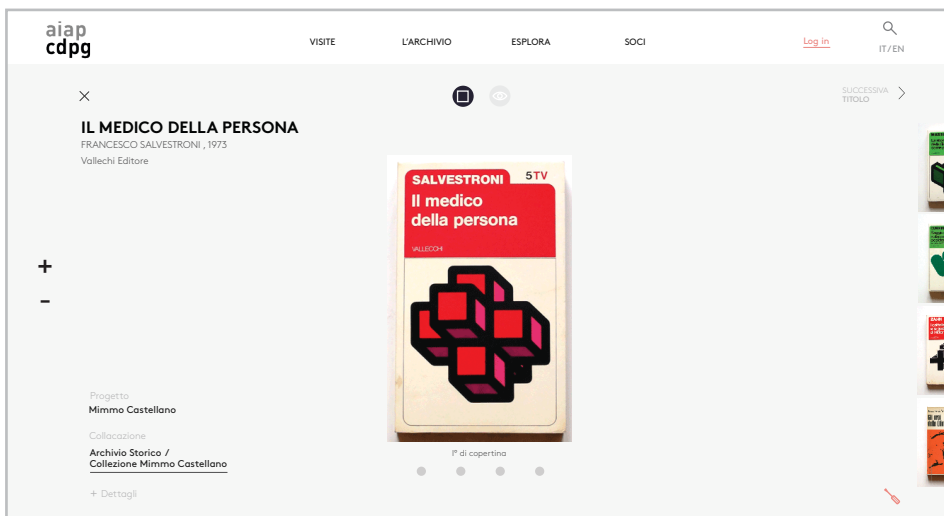 aiap
cdpg
VISITE
L'ARCHIVIO
ESPLORA
SOCI
Log in
IT/EN
SUCCESSIVA
TITOLO
IL MEDICO DELLA PERSONA
FRANCESCO SALVESTRONI , 1973
Vallechi Editore
SALVESTRONI 5TV
Il medico
della persona
VALLECCHI
+
-
Progetto
Mimmo Castellano
Collacazione
Archivio Storico /
Collezione Mimmo Castellano
+ Dettagli
Iª di copertina